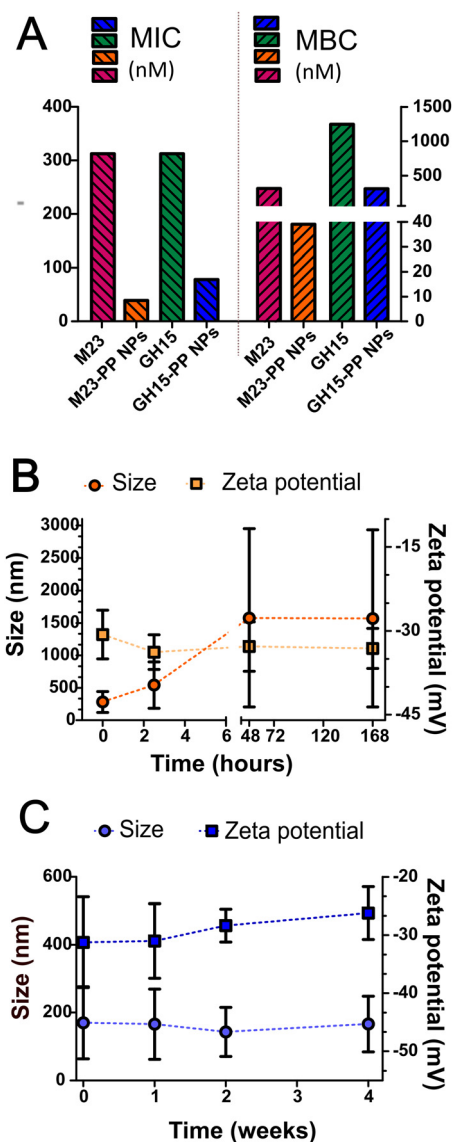 A
MIC
(nM)
MBC
(nM)
400
300
200
100
0
1500
1000
500
40
30
20
10
0
M23
M23-PP NPs
GH15
GH15-PP NPs
M23
M23-PP NPs
GH15
GH15-PP NPs
B
Size
Zeta potential
3000
2500
2000
1500
1000
500
0
Size (nm)
-15
-30
-45
Zeta potential (mV)
0 2 4 6 48 72 120 168
Time (hours)
C
Size
Zeta potential
600
400
200
0
Size (nm)
-20
-30
-40
-50
Zeta potential (mV)
0 1 2 3 4
Time (weeks)